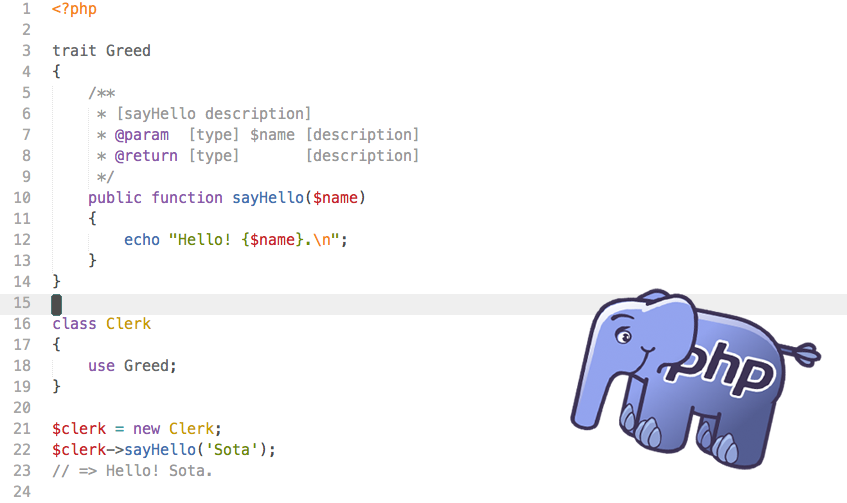 1 <?php
2
3 trait Greed
4 {
5     /**
6      * [sayHello description]
7      * @param  [type] $name [description]
8      * @return [type]       [description]
9      */
10     public function sayHello($name)
11     {
12         echo "Hello! {$name}.\n";
13     }
14 }
15
16 class Clerk
17 {
18     use Greed;
19 }
20
21 $clerk = new Clerk;
22 $clerk->sayHello('Sota');
23 // => Hello! Sota.
24
php